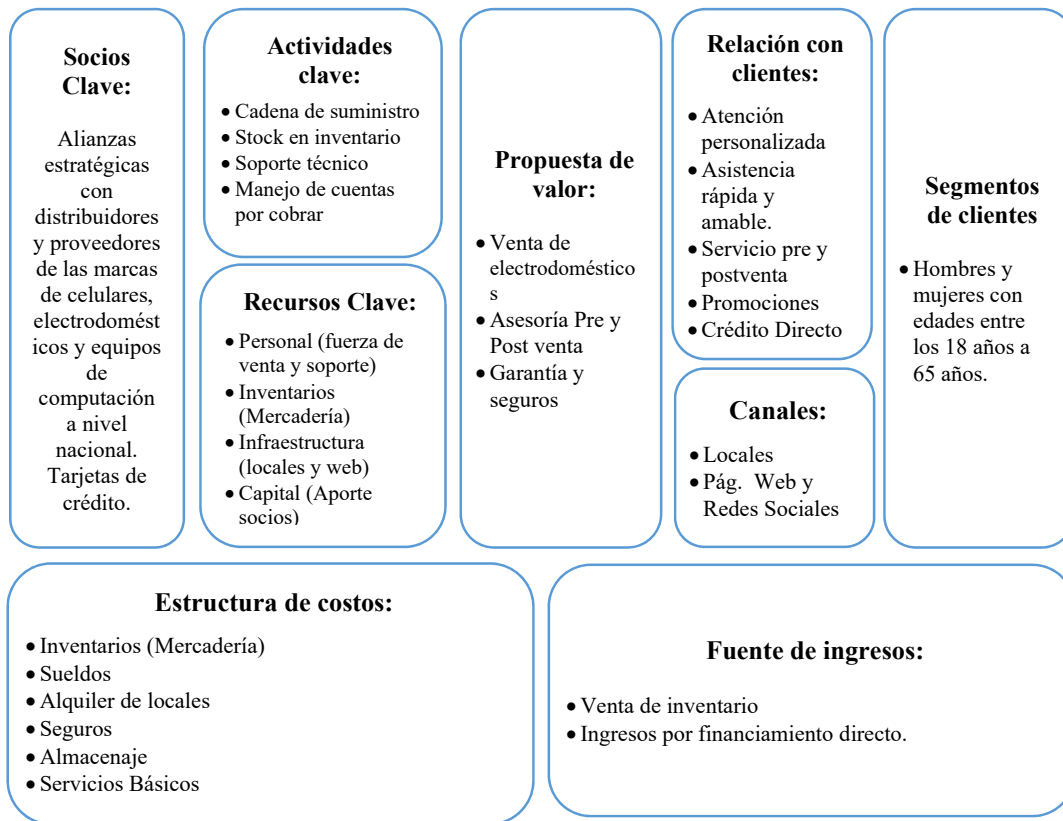 Socios
Clave:
Alianzas
estratégicas
con
distribuidores
y proveedores
de las marcas
de celulares,
electrodomést
icos y equipos
de
computación
a nivel
nacional.
Tarjetas de
crédito.
Actividades
clave:
• Cadena de suministro
• Stock en inventario
• Soporte técnico
• Manejo de cuentas
por cobrar
Recursos Clave:
• Personal (fuerza de
venta y soporte)
• Inventarios
(Mercadería)
• Infraestructura
(locales y web)
• Capital (Aporte
socios)
Propuesta de
valor:
• Venta de
electrodoméstico
s
• Asesoría Pre y
Post venta
• Garantía y
seguros
Relación con
clientes:
• Atención
personalizada
• Asistencia
rápida y
amable.
• Servicio pre y
postventa
• Promociones
• Crédito Directo
Canales:
• Locales
• Pág. Web y
Redes Sociales
Segmentos
de clientes
• Hombres y
mujeres con
edades entre
los 18 años a
65 años.
Estructura de costos:
• Inventarios (Mercadería)
• Sueldos
• Alquiler de locales
• Seguros
• Almacenaje
• Servicios Básicos
Fuente de ingresos:
• Venta de inventario
• Ingresos por financiamiento directo.